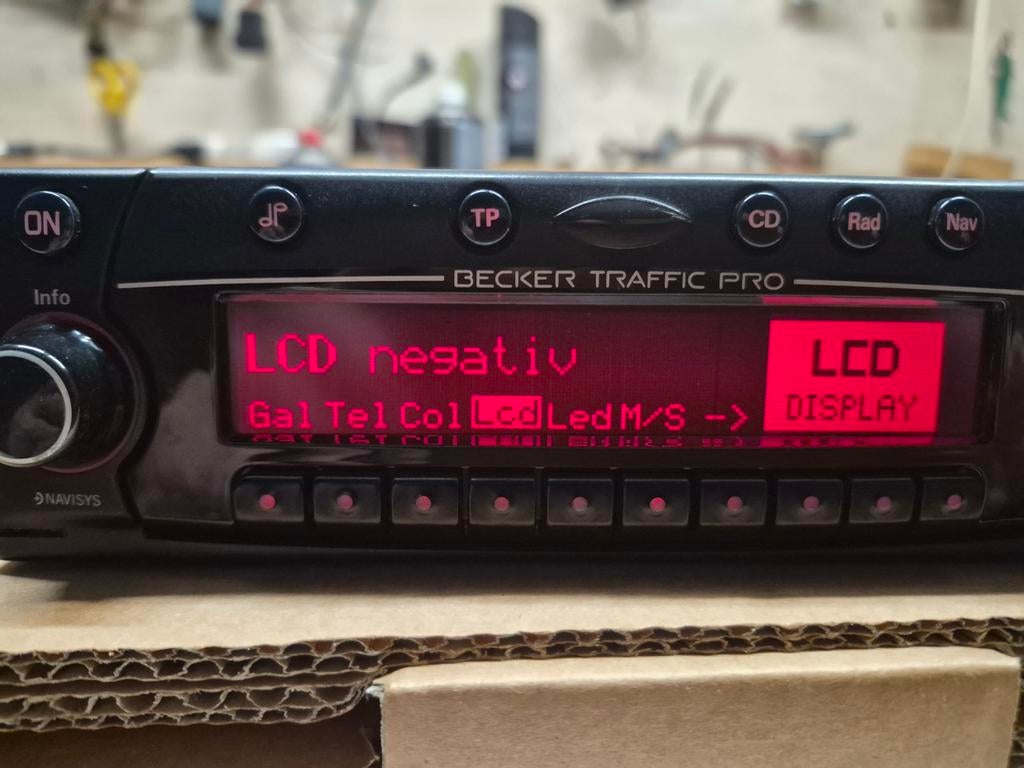 ON
TP
CD
Rad
Nav
BECKER TRAFFIC PRO
Info
LCD negativ
Gal Tel Col Lcd Led M/S ->
LCD
DISPLAY
NAVISYS